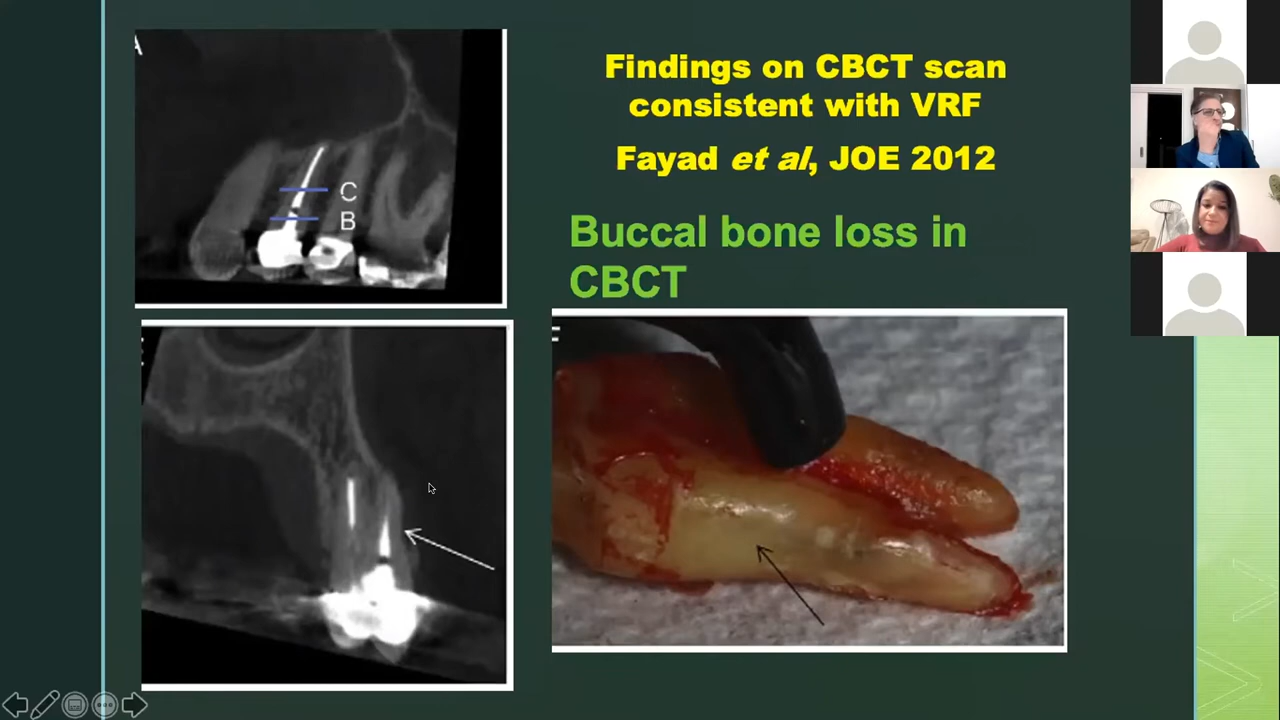 A
C
B
Findings on CBCT scan
consistent with VRF
Fayad et al, JOE 2012
Buccal bone loss in
CBCT
F